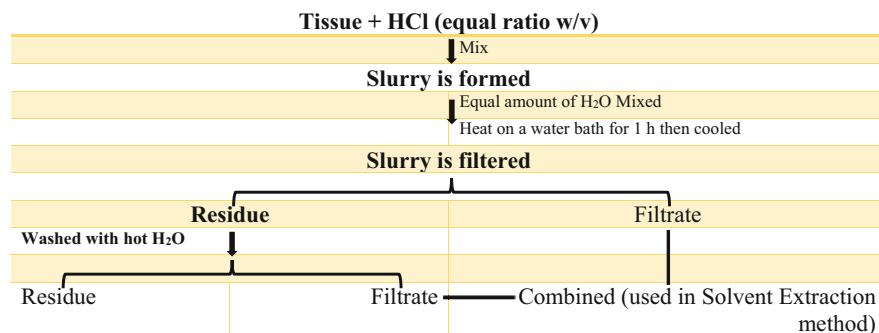 Tissue + HCl (equal ratio w/v)
Mix
Slurry is formed
Equal amount of H₂O Mixed
Heat on a water bath for 1 h then cooled
Slurry is filtered
Residue
Filtrate
Washed with hot H₂O
Residue
Filtrate
Combined (used in Solvent Extraction
method)